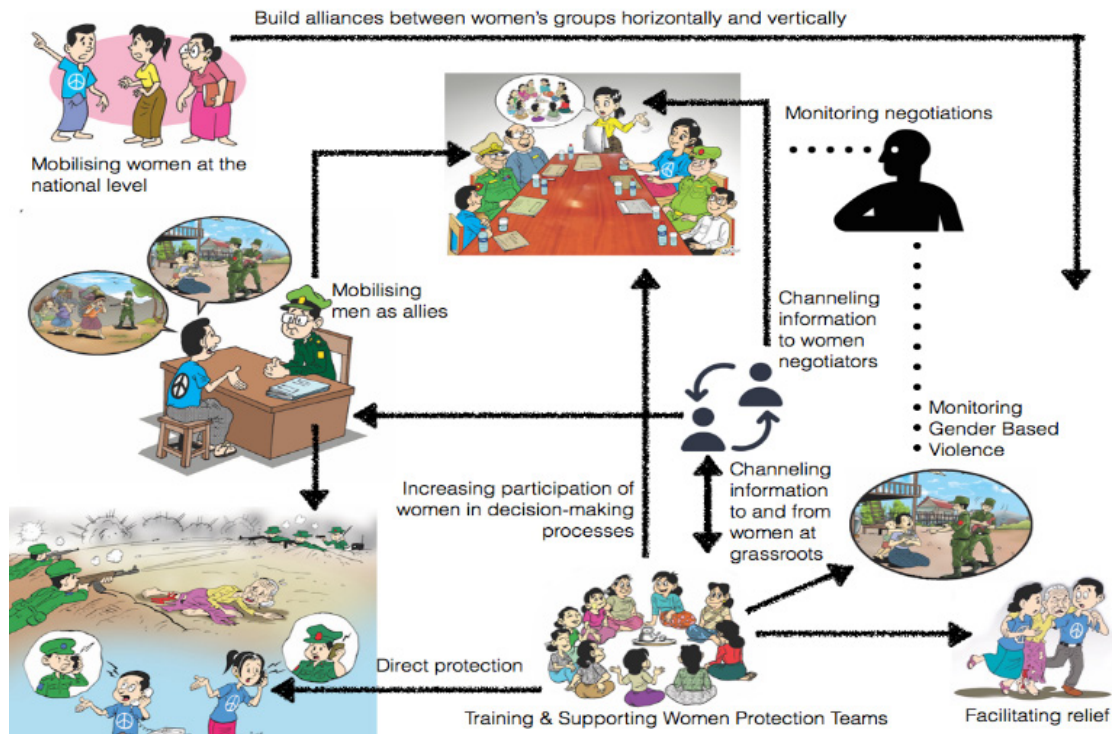 Build alliances between women's groups horizontally and vertically
Mobilising women at the
national level
Monitoring negotiations
Mobilising
men as allies
Channeling
information
to women
negotiators
Monitoring
Gender Based
Violence
Increasing participation of
women in decision-making
processes
Channeling
information
to and from
women at
grassroots
Direct protection
Training & Supporting Women Protection Teams
Facilitating relief